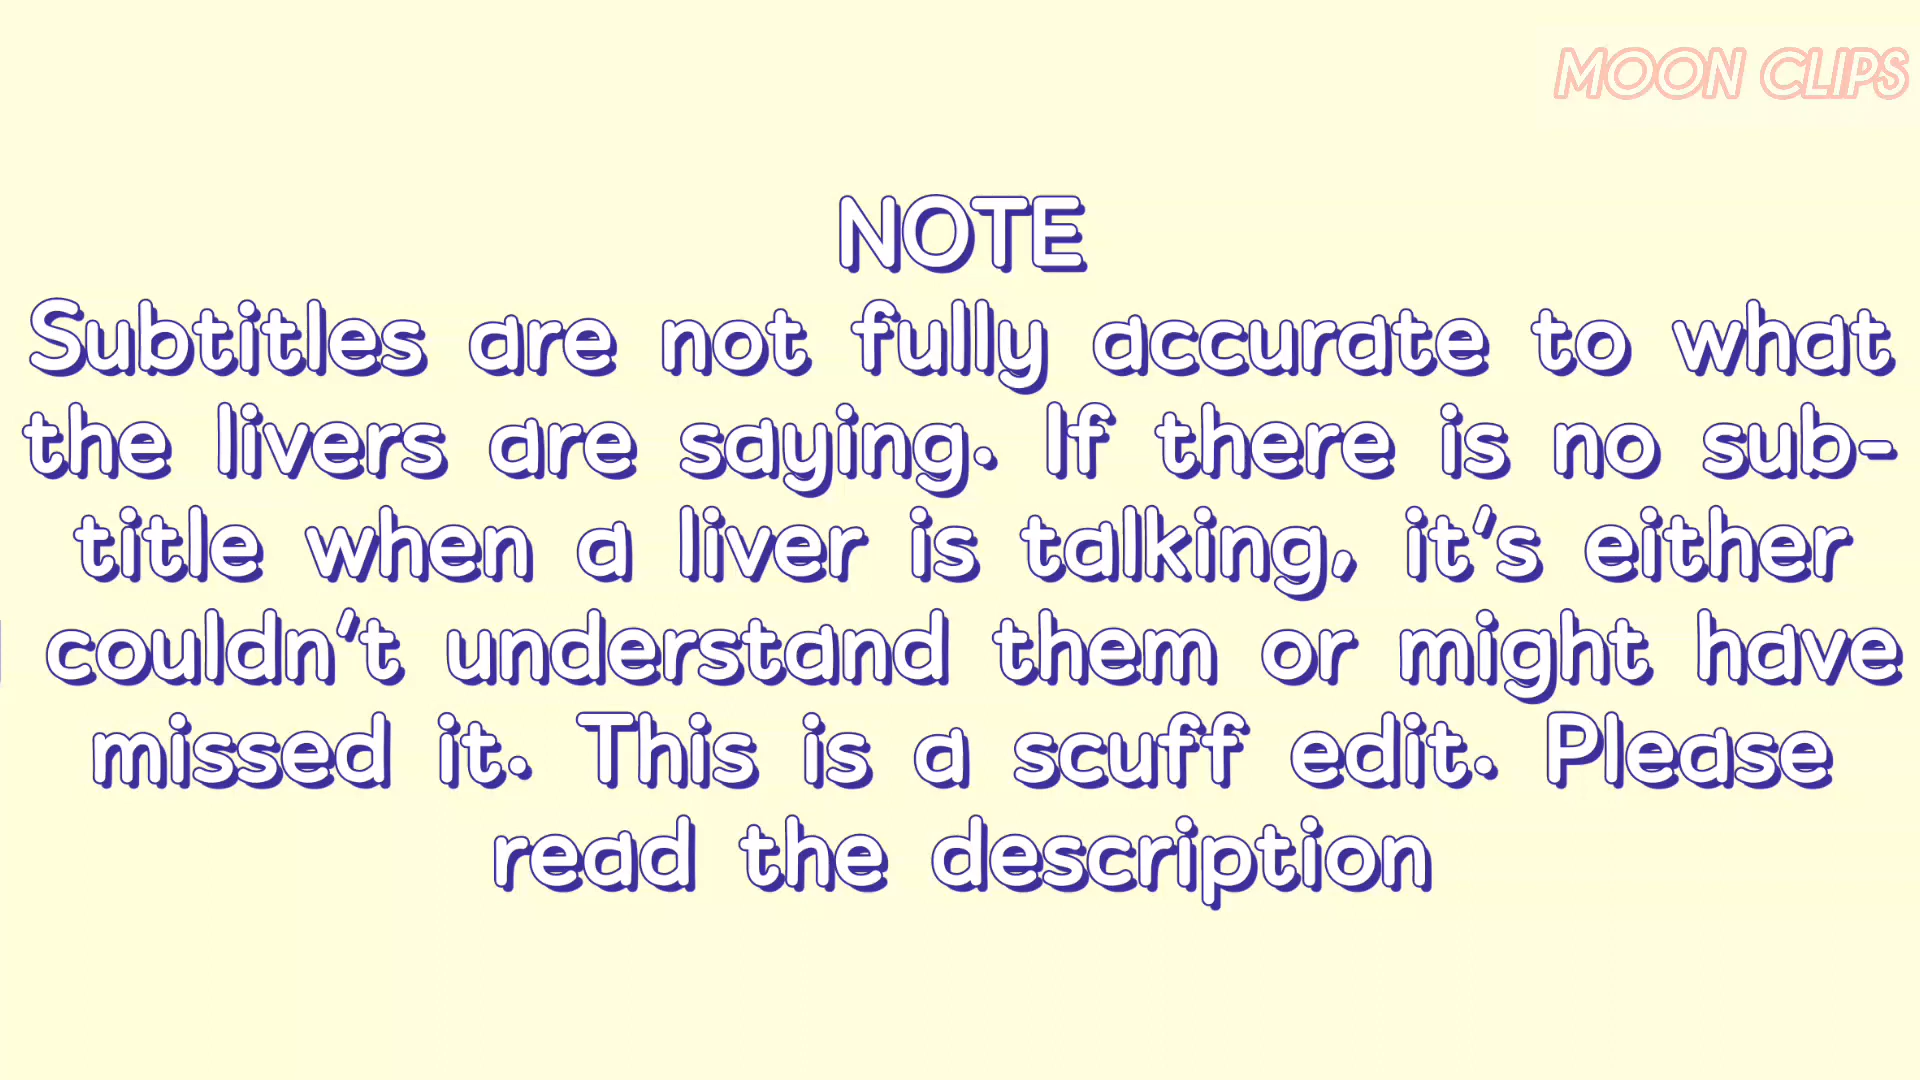 MOON CLIPS
NOTE
Subtitles are not fully accurate to what
the livers are saying. If there is no sub-
title when a liver is talking, it's either
couldn't understand them or might have
missed it. This is a scuff edit. Please
read the description